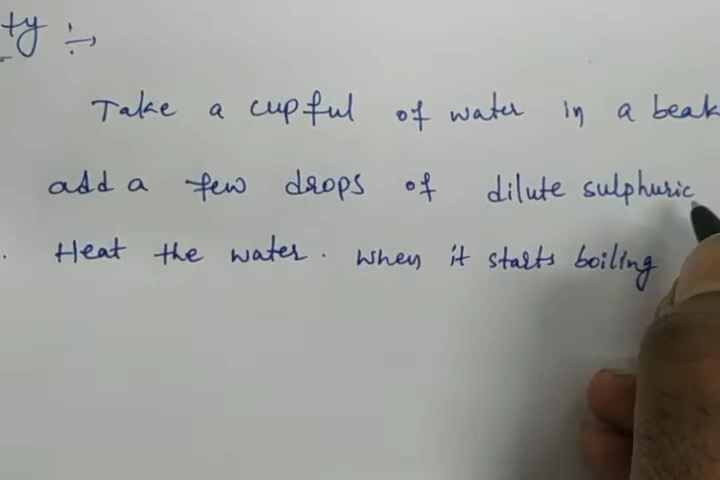 ty :-
Take a cupful of water in a beak
add a few drops of dilute sulphuric
. Heat the water. When it starts boiling